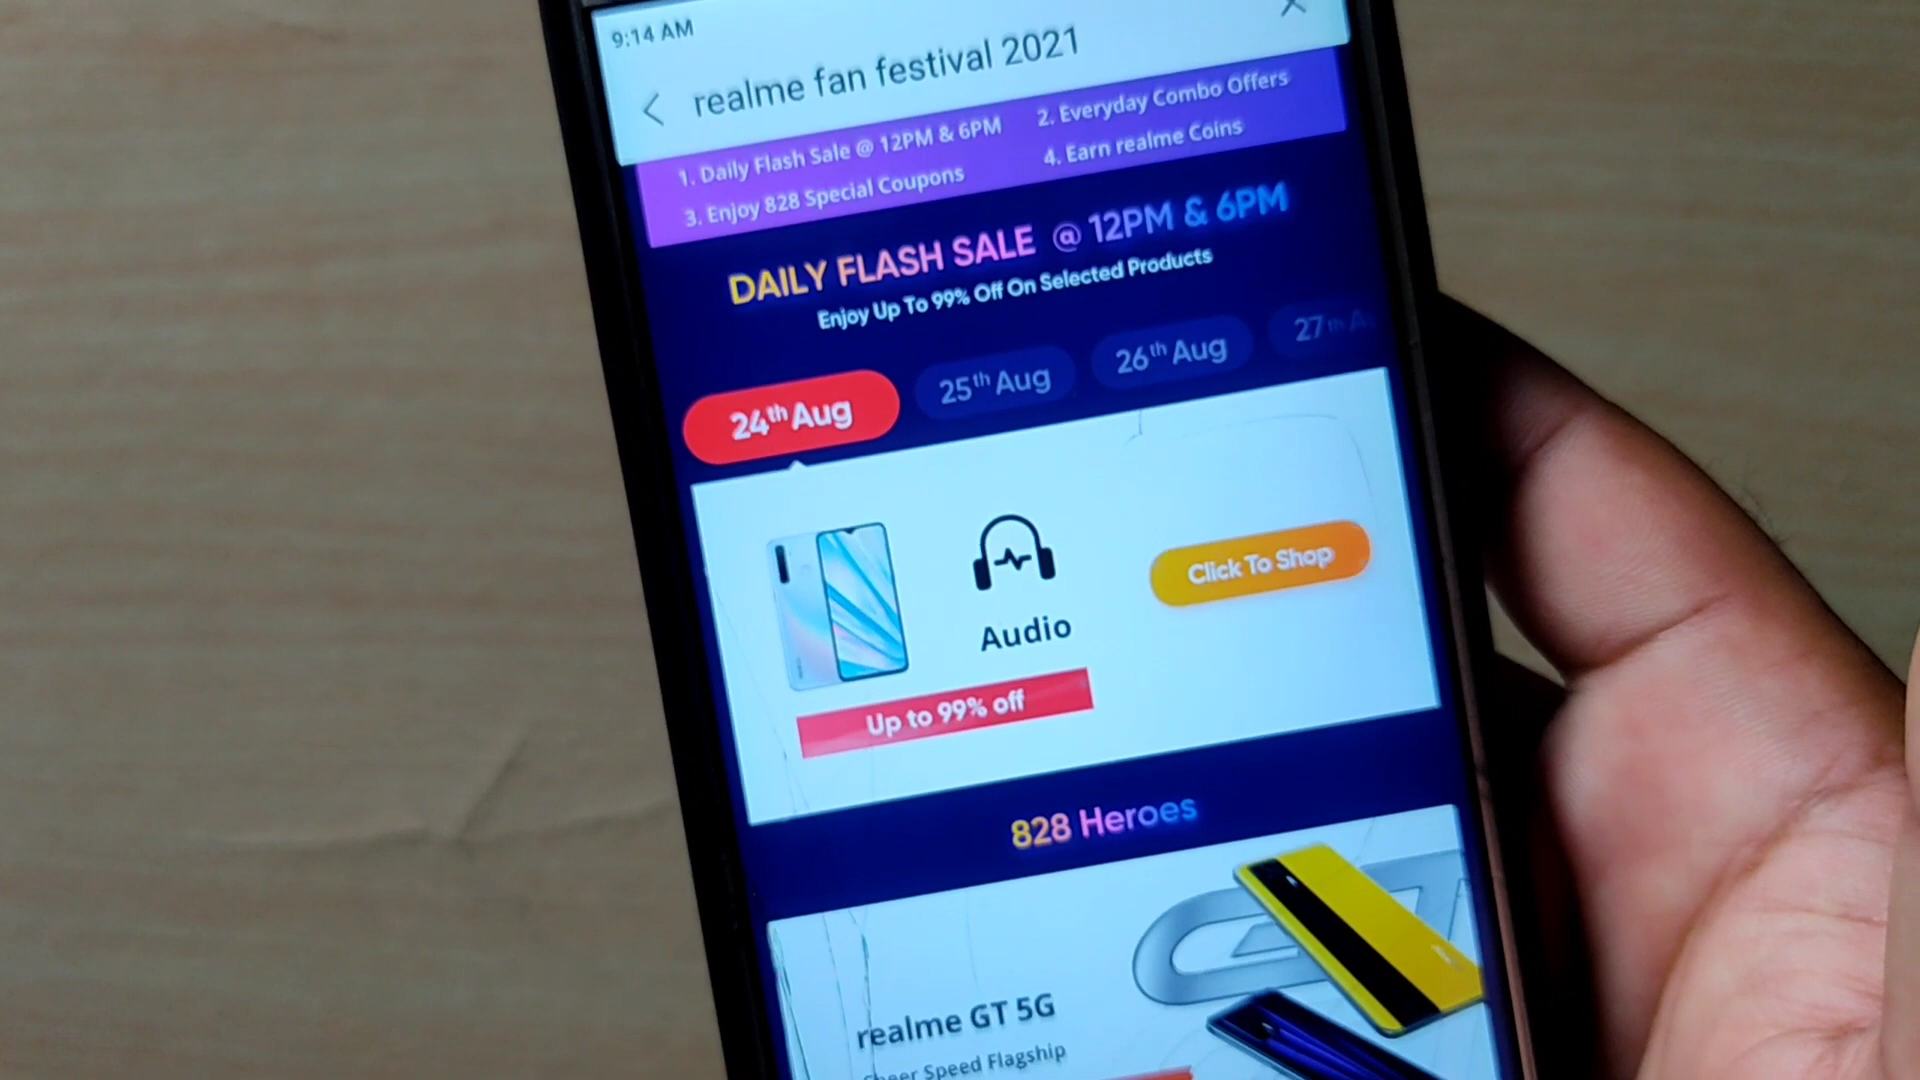 9:14 AM
realme fan festival 2021
1. Daily Flash Sale @ 12PM & 6PM
2. Everyday Combo Offers
3. Enjoy 828 Special Coupons
4. Earn realme Coins
DAILY FLASH SALE @ 12PM & 6PM
Enjoy Up To 99% Off On Selected Products
24th Aug
25th Aug
26th Aug
27th A
Audio
Click To Shop
Up to 99% off
828 Heroes
GT
realme GT 5G
Speed Flagship